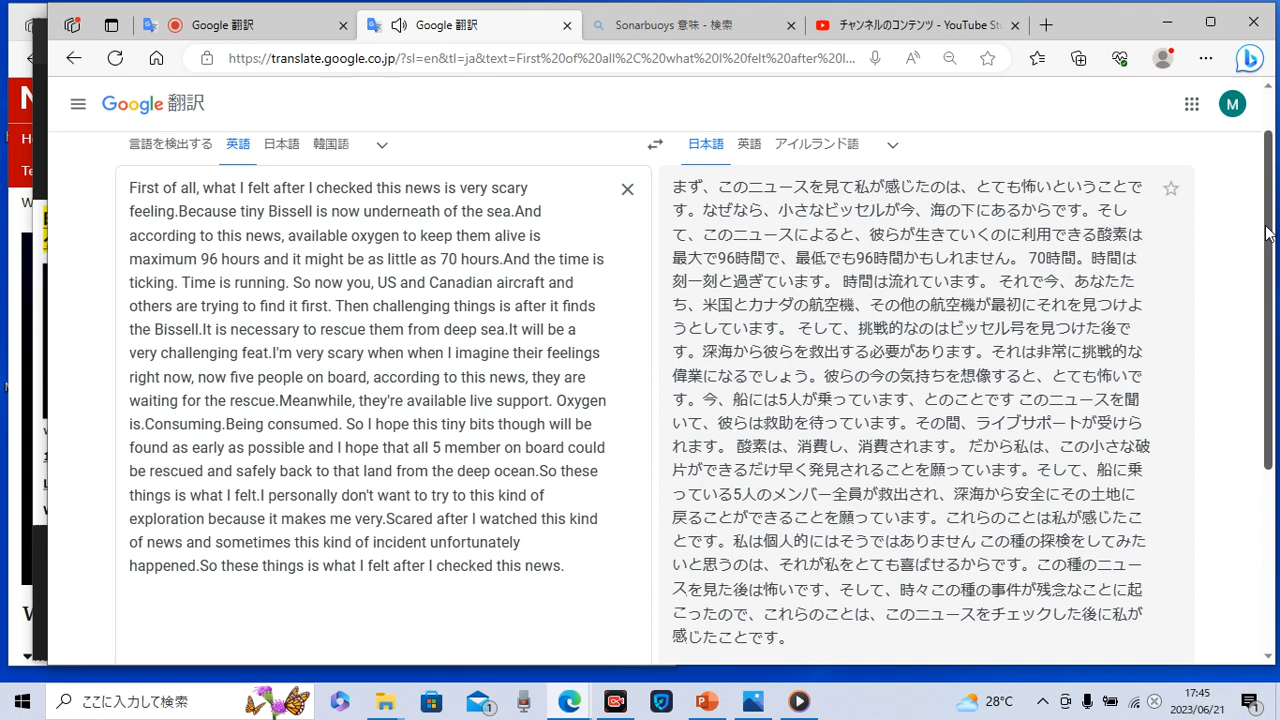 Google 翻訳
Google 翻訳
Sonarbuoys 意味 - 検索
チャンネルのコンテンツ - YouTube St
https://translate.google.co.jp/?sl=en&tl=ja&text=First%20of%20all%2C%20what%20I%20felt%20after%20I...
Google 翻訳
M
言語を検出する 英語 日本語 韓国語
日本語 英語 アイルランド語
First of all, what I felt after I checked this news is very scary
feeling.Because tiny Bissell is now underneath of the sea.And
according to this news, available oxygen to keep them alive is
maximum 96 hours and it might be as little as 70 hours.And the time is
ticking. Time is running. So now you, US and Canadian aircraft and
others are trying to find it first. Then challenging things is after it finds
the Bissell.It is necessary to rescue them from deep sea.It will be a
very challenging feat.I'm very scary when when I imagine their feelings
right now, now five people on board, according to this news, they are
waiting for the rescue.Meanwhile, they're available live support. Oxygen
is.Consuming.Being consumed. So I hope this tiny bits though will be
found as early as possible and I hope that all 5 member on board could
be rescued and safely back to that land from the deep ocean.So these
things is what I felt.I personally don't want to try to this kind of
exploration because it makes me very.Scared after I watched this kind
of news and sometimes this kind of incident unfortunately
happened.So these things is what I felt after I checked this news.
まず、このニュースを見て私が感じたのは、とても怖いということで
す。なぜなら、小さなビッセルが今、海の下にあるからです。そし
て、このニュースによると、彼らが生きていくのに利用できる酸素は
最大で96時間で、最低でも96時間かもしれません。 70時間。時間は
刻一刻と過ぎています。 時間は流れています。 それで今、あなたた
ち、米国とカナダの航空機、その他の航空機が最初にそれを見つけよ
うとしています。 そして、挑戦的なのはビッセル号を見つけた後で
す。深海から彼らを救出する必要があります。それは非常に挑戦的な
偉業になるでしょう。彼らの今の気持ちを想像すると、とても怖いで
す。今、船には5人が乗っています、とのことです このニュースを聞
いて、彼らは救助を待っています。その間、ライブサポートが受けら
れます。 酸素は、消費し、消費されます。 だから私は、この小さな破
片ができるだけ早く発見されることを願っています。そして、船に乗
っている5人のメンバー全員が救出され、深海から安全にその土地に
戻ることができることを願っています。これらのことは私が感じたこ
とです。私は個人的にはそうではありません この種の探検をしてみた
いと思うのは、それが私をとても喜ばせるからです。この種のニュー
スを見た後は怖いです、そして、時々この種の事件が残念なことに起
こったので、これらのことは、このニュースをチェックした後に私が
感じたことです。
ここに入力して検索
1
28°C
17:45
2023/06/21
1